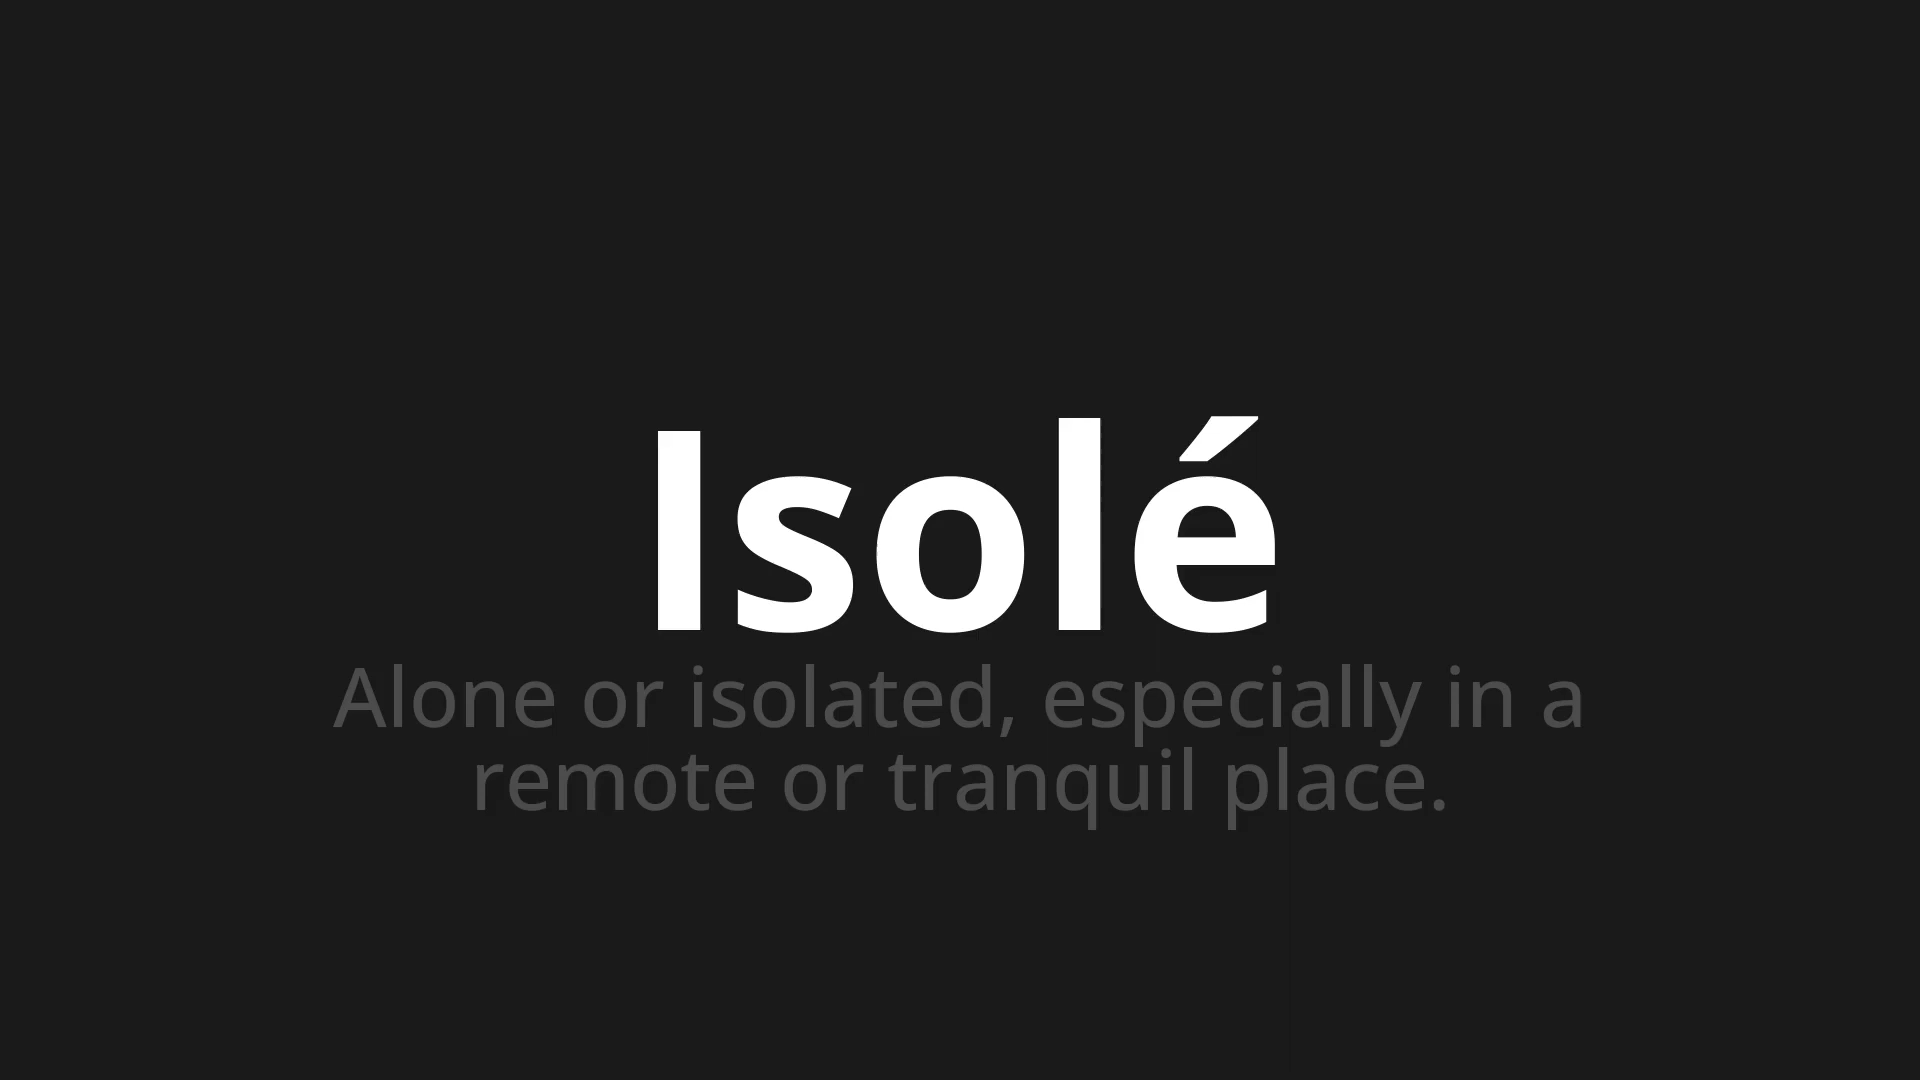 Isolé
Alone or isolated, especially in a
remote or tranquil place.